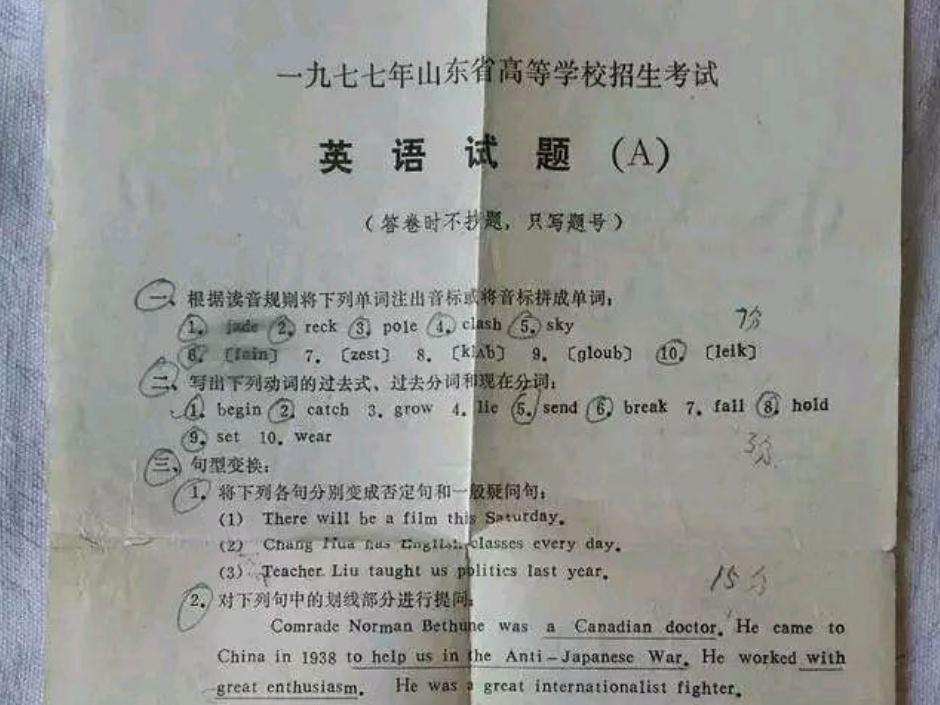 一九七七年山东省高等学校招生考试
英语试题(A)
(答卷时不抄题，只写题号)
一、根据读音规则将下列单词注出音标或将音标拼成单词：
1. jade 2. reck 3. pole 4. clash 5. sky
7分
6. 〔fein〕 7. 〔zest〕 8. 〔klʌb〕 9. 〔gloub〕 10. 〔leik〕
二、写出下列动词的过去式、过去分词和现在分词：
1. begin 2. catch 3. grow 4. lie 5. send 6. break 7. fall 8. hold
9. set 10. wear
3分
三、句型变换：
1. 将下列各句分别变成否定句和一般疑问句：
(1) There will be a film this Saturday.
(2) Chang Hua has English classes every day.
(3) Teacher Liu taught us politics last year.
15分
2. 对下列句中的划线部分进行提问：
Comrade Norman Bethune was a Canadian doctor. He came to
China in 1938 to help us in the Anti-Japanese War. He worked with
great enthusiasm. He was a great internationalist fighter.